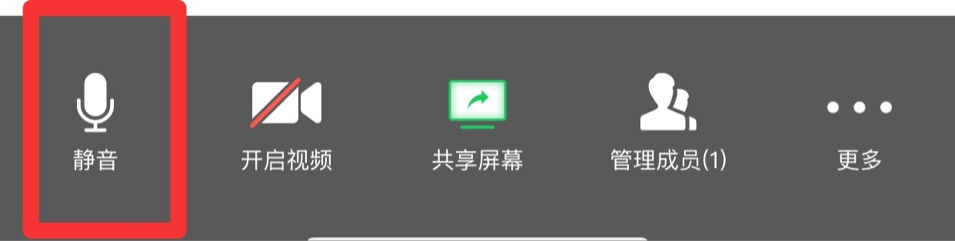 静音
开启视频
共享屏幕
管理成员(1)
更多